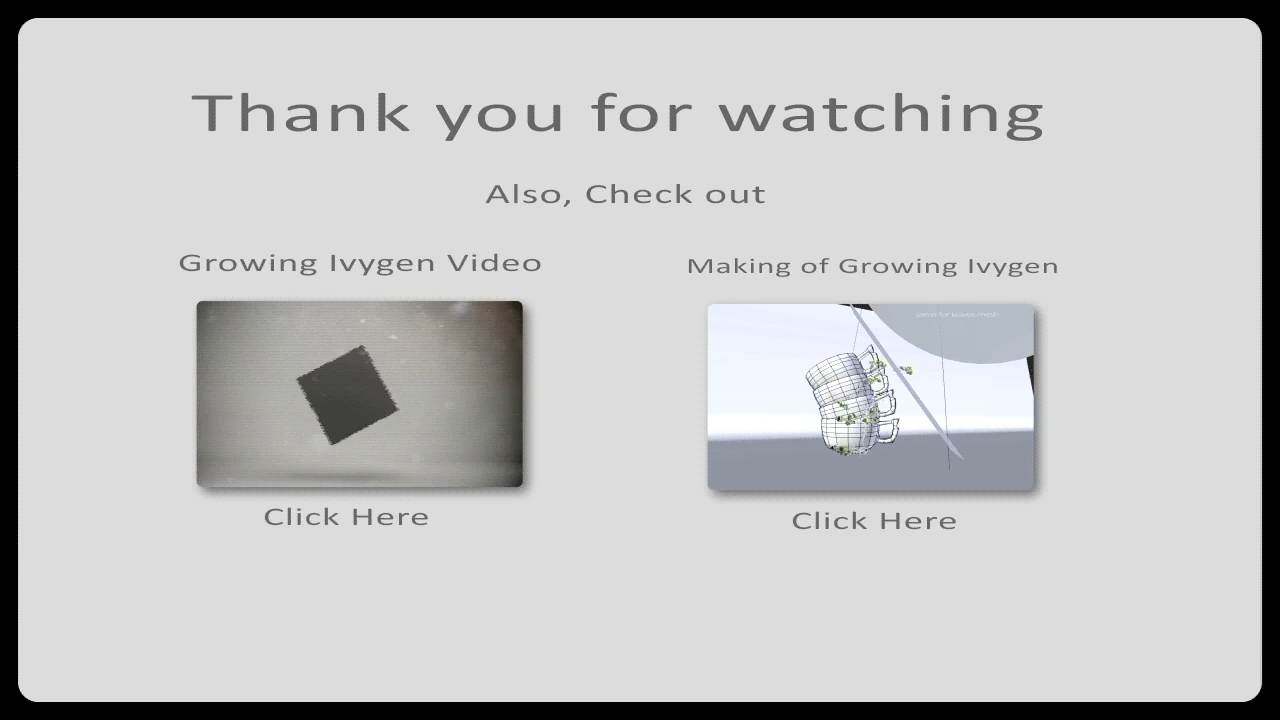 Thank you for watching
Also, Check out
Growing Ivygen Video
Making of Growing Ivygen
Click Here
Click Here